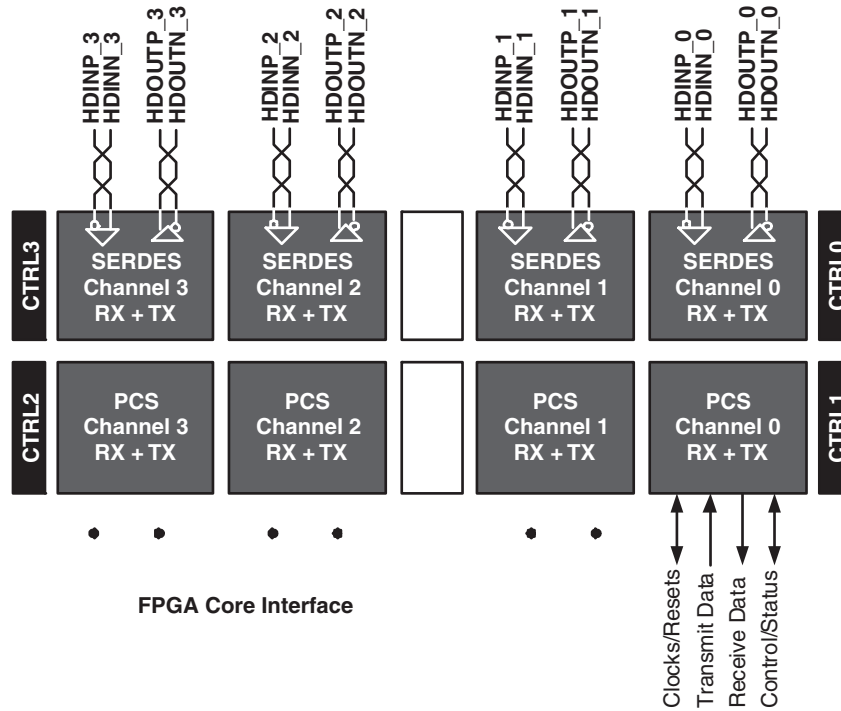 HDINP_3
HDINN_3
HDOUTP_3
HDOUTN_3
HDINP_2
HDINN_2
HDOUTP_2
HDOUTN_2
HDINP_1
HDINN_1
HDOUTP_1
HDOUTN_1
HDINP_0
HDINN_0
HDOUTP_0
HDOUTN_0
CTRL3
SERDES
Channel 3
RX + TX
SERDES
Channel 2
RX + TX
SERDES
Channel 1
RX + TX
SERDES
Channel 0
RX + TX
CTRL0
CTRL2
PCS
Channel 3
RX + TX
PCS
Channel 2
RX + TX
PCS
Channel 1
RX + TX
PCS
Channel 0
RX + TX
CTRL1
FPGA Core Interface
Clocks/Resets
Transmit Data
Receive Data
Control/Status